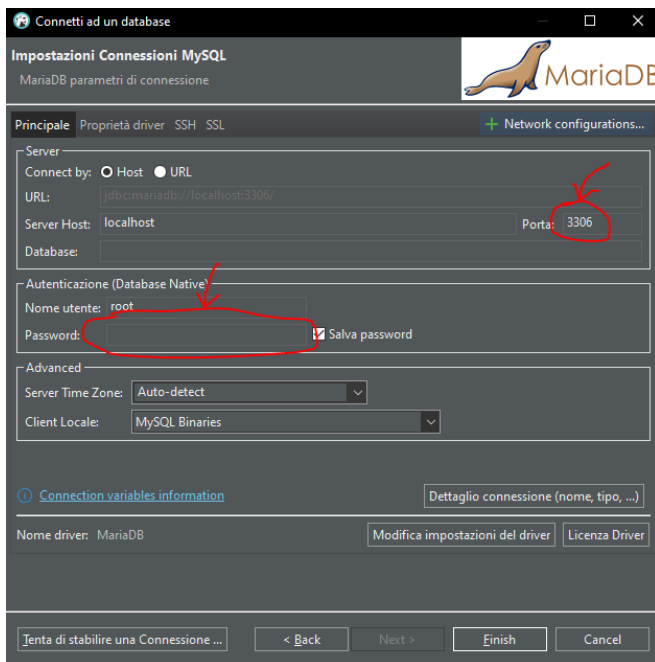 Connetti ad un database
Impostazioni Connessioni MySQL
MariaDB parametri di connessione
MariaDB
Principale Proprietà driver SSH SSL
+ Network configurations...
Server
Connect by: Host URL
URL: jdbc:mariadb://localhost:3306/
Server Host: localhost Porta: 3306
Database:
Autenticazione (Database Native)
Nome utente: root
Password: Salva password
Advanced
Server Time Zone: Auto-detect
Client Locale: MySQL Binaries
Connection variables information
Dettaglio connessione (nome, tipo, ...)
Nome driver: MariaDB Modifica impostazioni del driver Licenza Driver
Tenta di stabilire una Connessione ... < Back Next > Finish Cancel